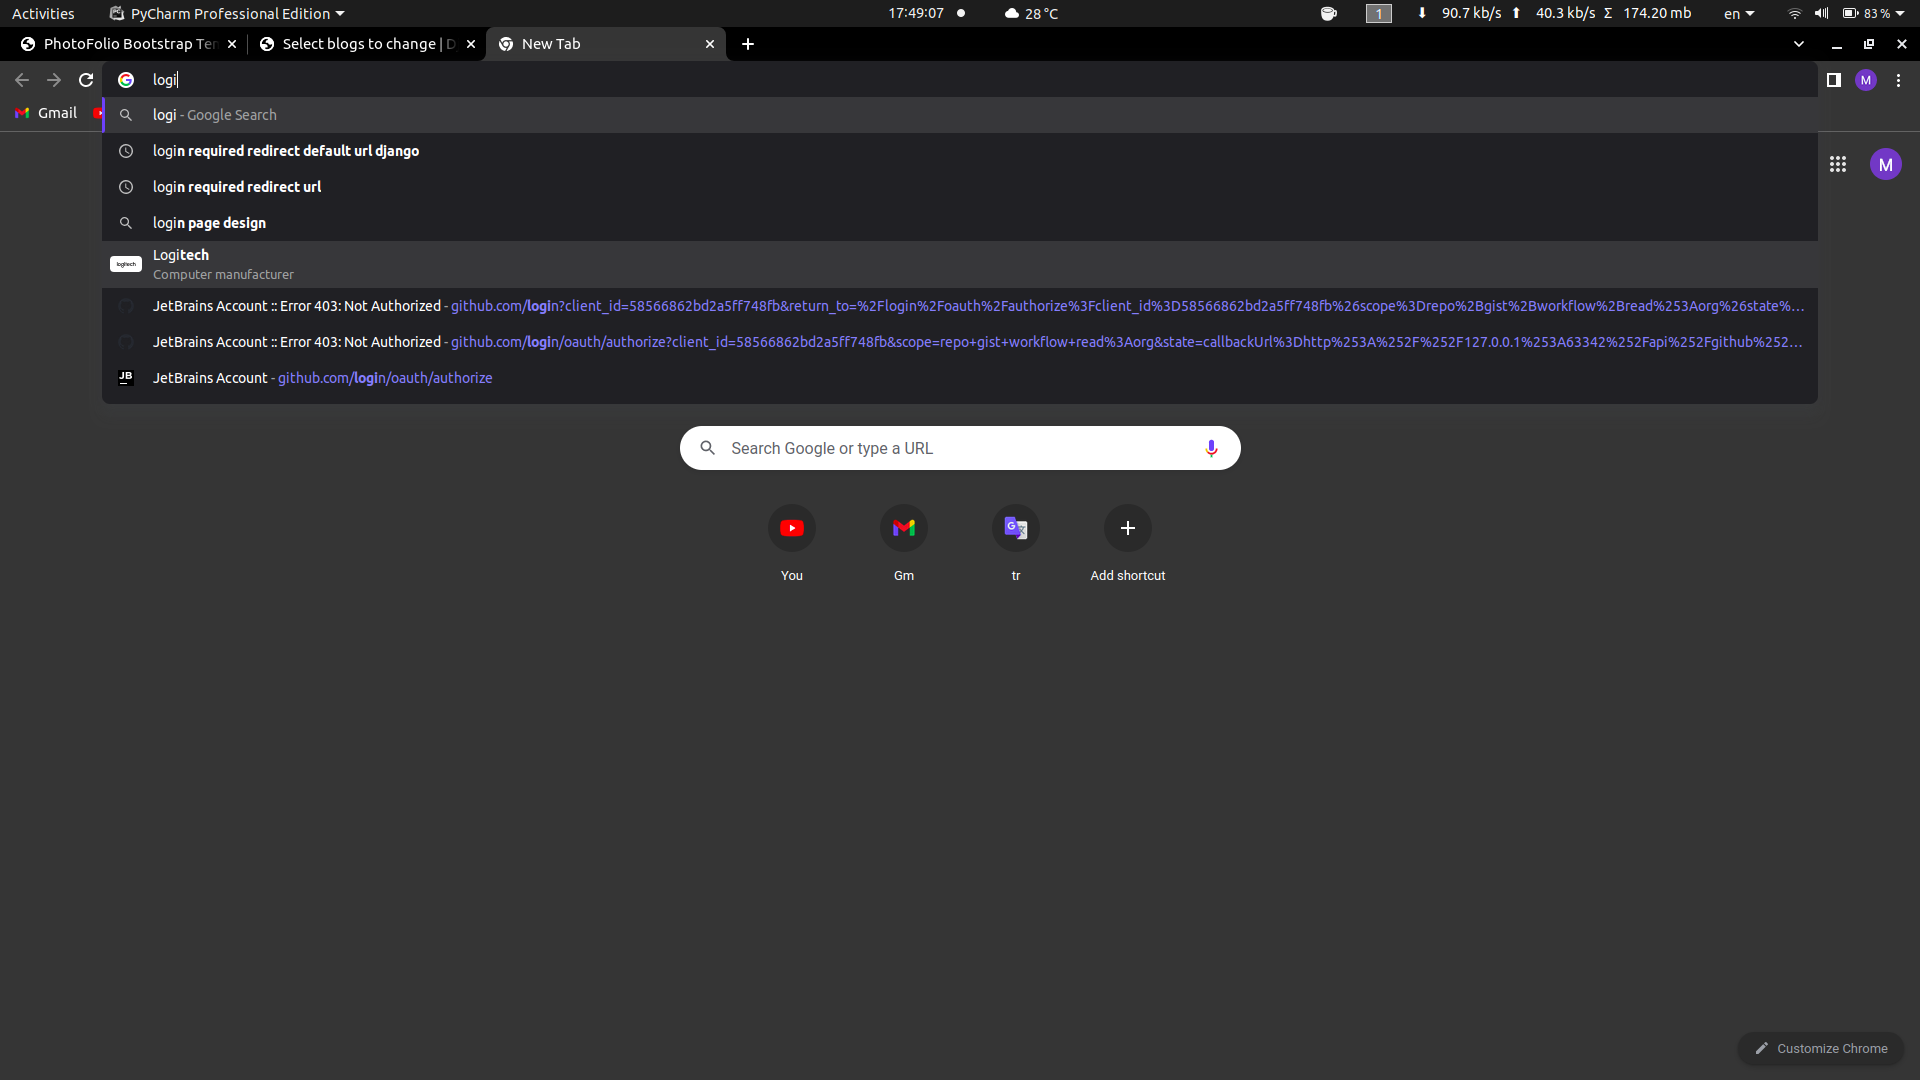 Activities PyCharm Professional Edition 17:49:07 28 °C 1 90.7 kb/s 40.3 kb/s Σ 174.20 mb en 83 %
PhotoFolio Bootstrap Ten Select blogs to change | D New Tab
logi
Gmail
logi - Google Search
login required redirect default url django
login required redirect url
login page design
Logitech
logitech
Computer manufacturer
JetBrains Account :: Error 403: Not Authorized - github.com/login?client_id=58566862bd2a5ff748fb&return_to=%2Flogin%2Foauth%2Fauthorize%3Fclient_id%3D58566862bd2a5ff748fb%26scope%3Drepo%2Bgist%2Bworkflow%2Bread%253Aorg%26state%...
JetBrains Account :: Error 403: Not Authorized - github.com/login/oauth/authorize?client_id=58566862bd2a5ff748fb&scope=repo+gist+workflow+read%3Aorg&state=callbackUrl%3Dhttp%253A%252F%252F127.0.0.1%253A63342%252Fapi%252Fgithub%252...
JB JetBrains Account - github.com/login/oauth/authorize
M
M
Search Google or type a URL
You Gm tr Add shortcut
Customize Chrome